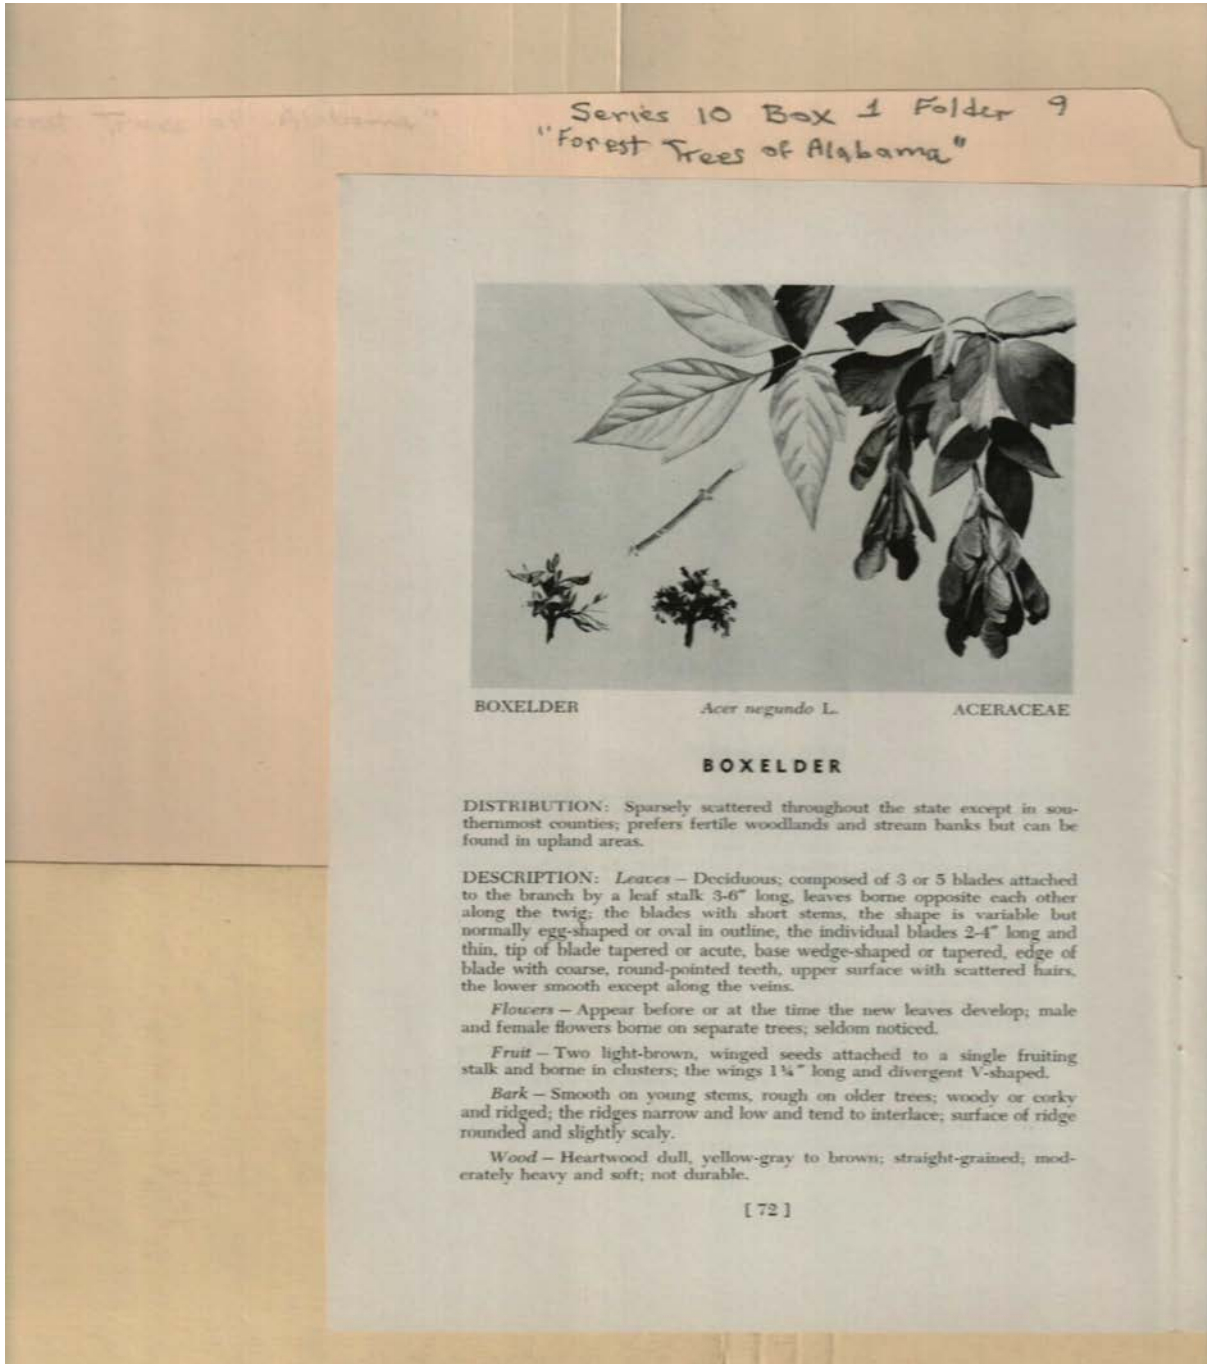 Series 10 Box 1 Folder 9
"Forest Trees of Alabama"
Trees of Alabama"
BOXELDER Acer negundo L. ACERACEAE
BOXELDER
DISTRIBUTION: Sparsely scattered throughout the state except in sou-
thernmost counties; prefers fertile woodlands and stream banks but can be
found in upland areas.
DESCRIPTION: Leaves – Deciduous; composed of 3 or 5 blades attached
to the branch by a leaf stalk 3-6" long, leaves borne opposite each other
along the twig; the blades with short stems, the shape is variable but
normally egg-shaped or oval in outline, the individual blades 2-4" long and
thin, tip of blade tapered or acute, base wedge-shaped or tapered, edge of
blade with coarse, round-pointed teeth, upper surface with scattered hairs,
the lower smooth except along the veins.
Flowers – Appear before or at the time the new leaves develop; male
and female flowers borne on separate trees; seldom noticed.
Fruit – Two light-brown, winged seeds attached to a single fruiting
stalk and borne in clusters; the wings 1¼" long and divergent V-shaped.
Bark – Smooth on young stems, rough on older trees; woody or corky
and ridged; the ridges narrow and low and tend to interlace; surface of ridge
rounded and slightly scaly.
Wood – Heartwood dull, yellow-gray to brown; straight-grained; mod-
erately heavy and soft; not durable.
[ 72 ]